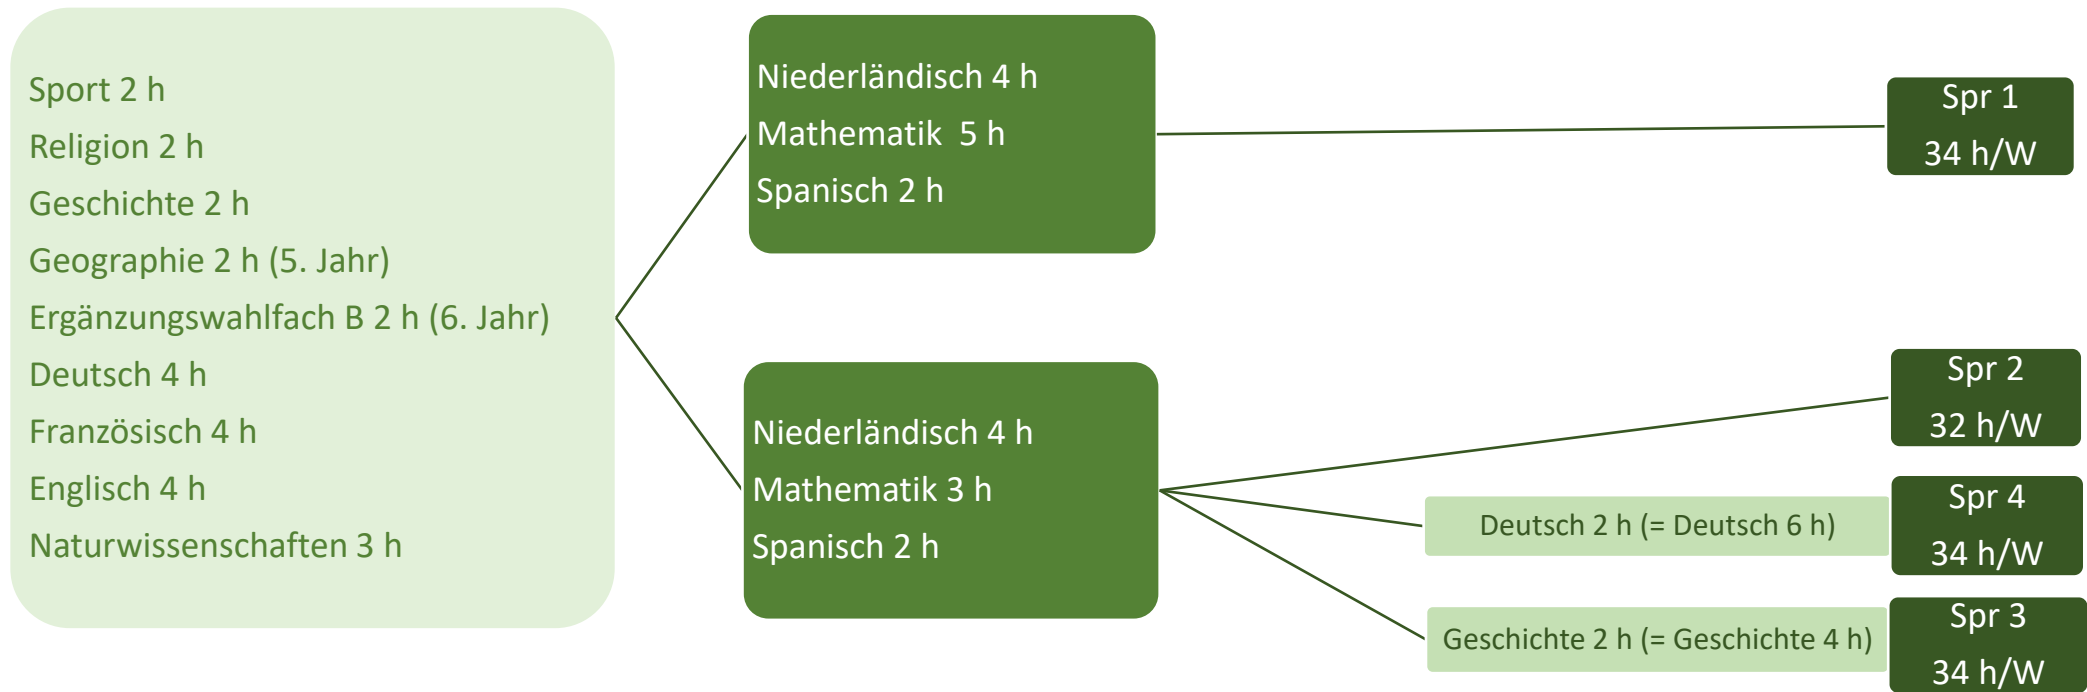 Sport 2 h
Religion 2 h
Geschichte 2 h
Geographie 2 h (5. Jahr)
Ergänzungswahlfach B 2 h (6. Jahr)
Deutsch 4 h
Französisch 4 h
Englisch 4 h
Naturwissenschaften 3 h
Niederländisch 4 h
Mathematik  5 h
Spanisch 2 h
Spr 1
34 h/W
Niederländisch 4 h
Mathematik 3 h
Spanisch 2 h
Spr 2
32 h/W
Deutsch 2 h (= Deutsch 6 h)
Spr 4
34 h/W
Geschichte 2 h (= Geschichte 4 h)
Spr 3
34 h/W